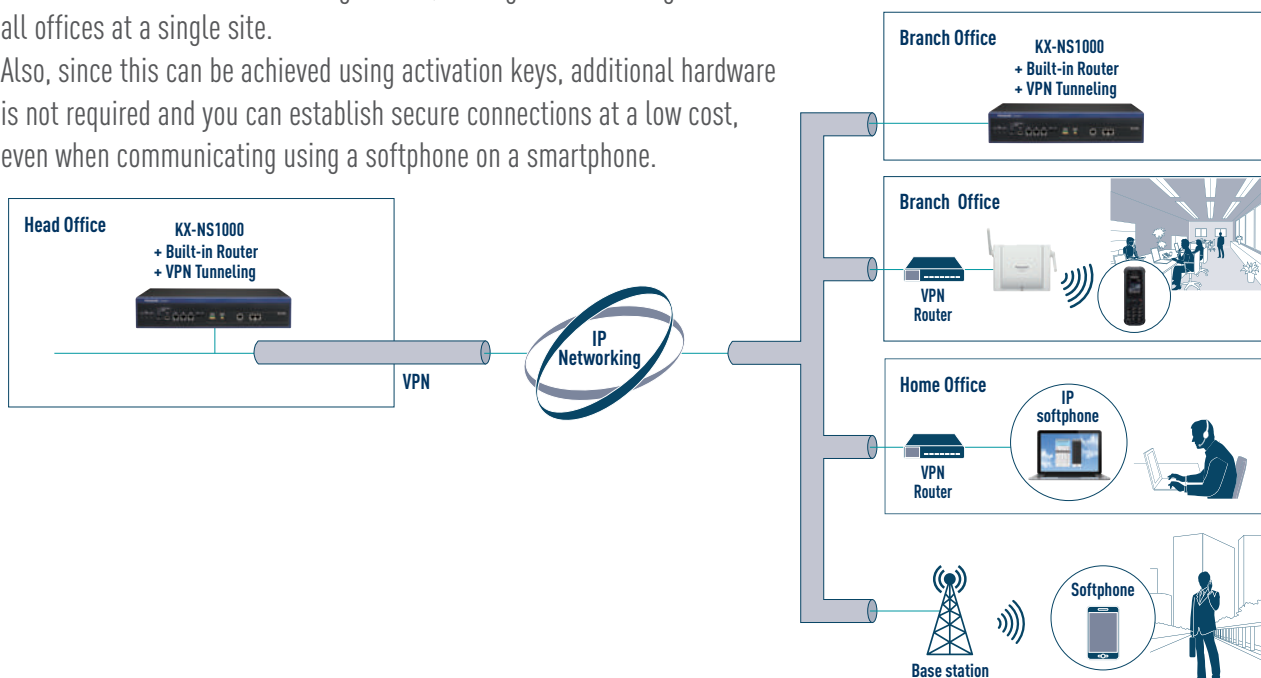 all offices at a single site.
Also, since this can be achieved using activation keys, additional hardware
is not required and you can establish secure connections at a low cost,
even when communicating using a softphone on a smartphone.
Head Office
KX-NS1000
+ Built-in Router
+ VPN Tunneling
VPN
IP
Networking
Branch Office
KX-NS1000
+ Built-in Router
+ VPN Tunneling
Branch Office
VPN
Router
Home Office
IP
softphone
VPN
Router
Softphone
Base station